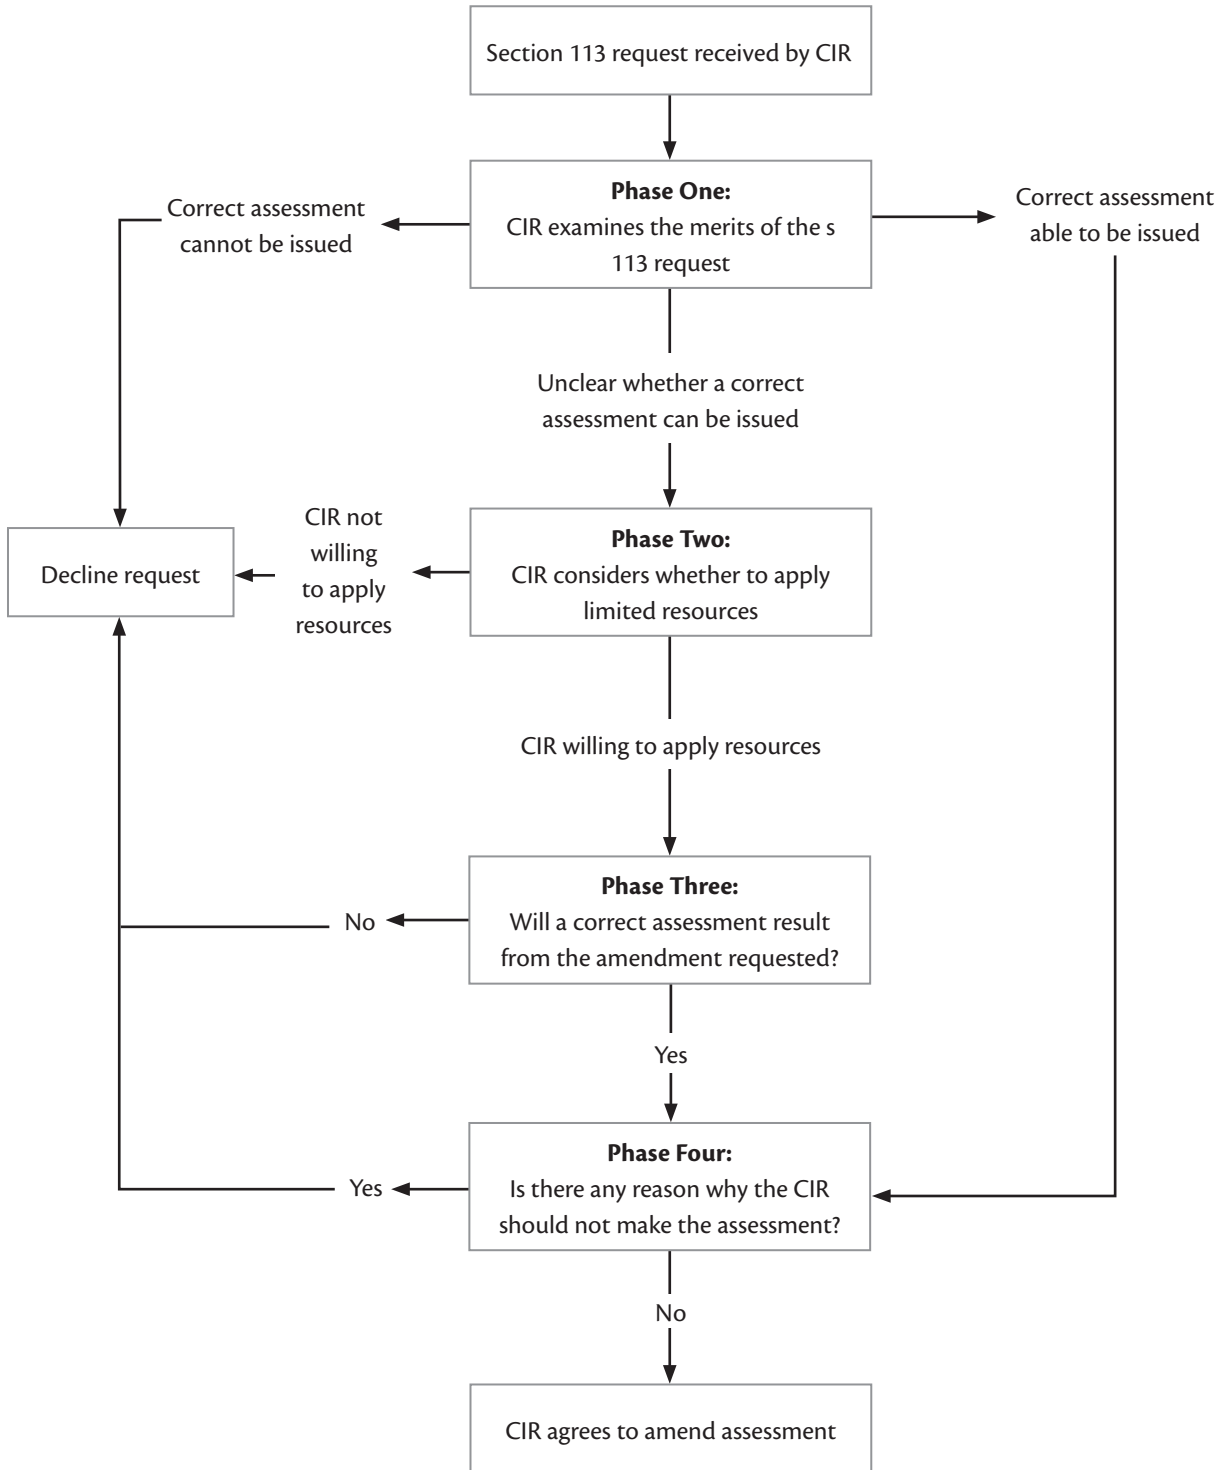 Section 113 request received by CIR
Phase One:
CIR examines the merits of the s
113 request
Correct assessment
cannot be issued
Correct assessment
able to be issued
Unclear whether a correct
assessment can be issued
Phase Two:
CIR considers whether to apply
limited resources
CIR not
willing
to apply
resources
Decline request
CIR willing to apply resources
Phase Three:
Will a correct assessment result
from the amendment requested?
No
Yes
Phase Four:
Is there any reason why the CIR
should not make the assessment?
Yes
No
CIR agrees to amend assessment